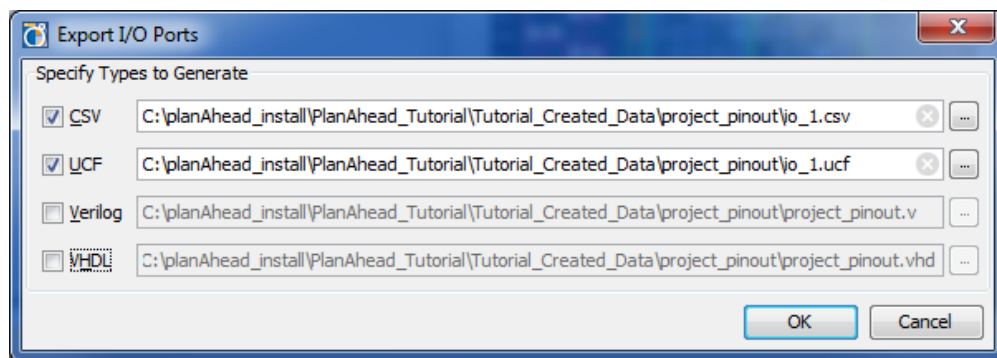 Export I/O Ports
Specify Types to Generate
CSV C:\planAhead_install\PlanAhead_Tutorial\Tutorial_Created_Data\project_pinout\io_1.csv ...
UCF C:\planAhead_install\PlanAhead_Tutorial\Tutorial_Created_Data\project_pinout\io_1.ucf ...
Verilog C:\planAhead_install\PlanAhead_Tutorial\Tutorial_Created_Data\project_pinout\project_pinout.v ...
VHDL C:\planAhead_install\PlanAhead_Tutorial\Tutorial_Created_Data\project_pinout\project_pinout.vhd ...
OK Cancel